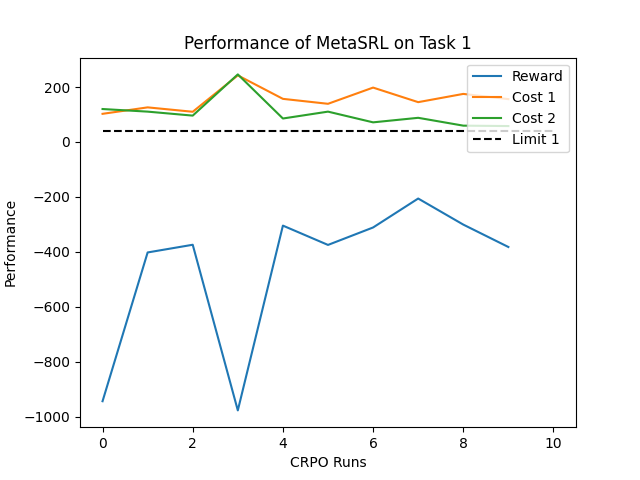 Performance of MetaSRL on Task 1
Reward
Cost 1
Cost 2
Limit 1
200
0
−200
−400
−600
−800
−1000
Performance
0 2 4 6 8 10
CRPO Runs